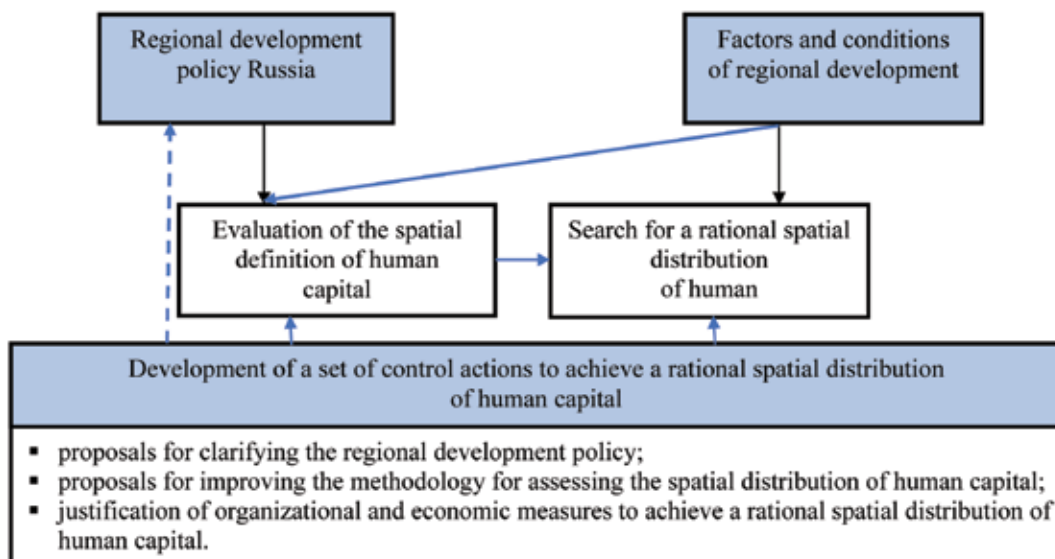 Regional development
policy Russia
Factors and conditions
of regional development
Evaluation of the spatial
definition of human
capital
Search for a rational spatial
distribution
of human
Development of a set of control actions to achieve a rational spatial distribution
of human capital
▪ proposals for clarifying the regional development policy;
▪ proposals for improving the methodology for assessing the spatial distribution of human capital;
▪ justification of organizational and economic measures to achieve a rational spatial distribution of
human capital.